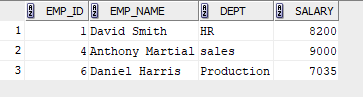 EMP_ID EMP_NAME DEPT SALARY
1 1 David Smith HR 8200
2 4 Anthony Martial sales 9000
3 6 Daniel Harris Production 7035